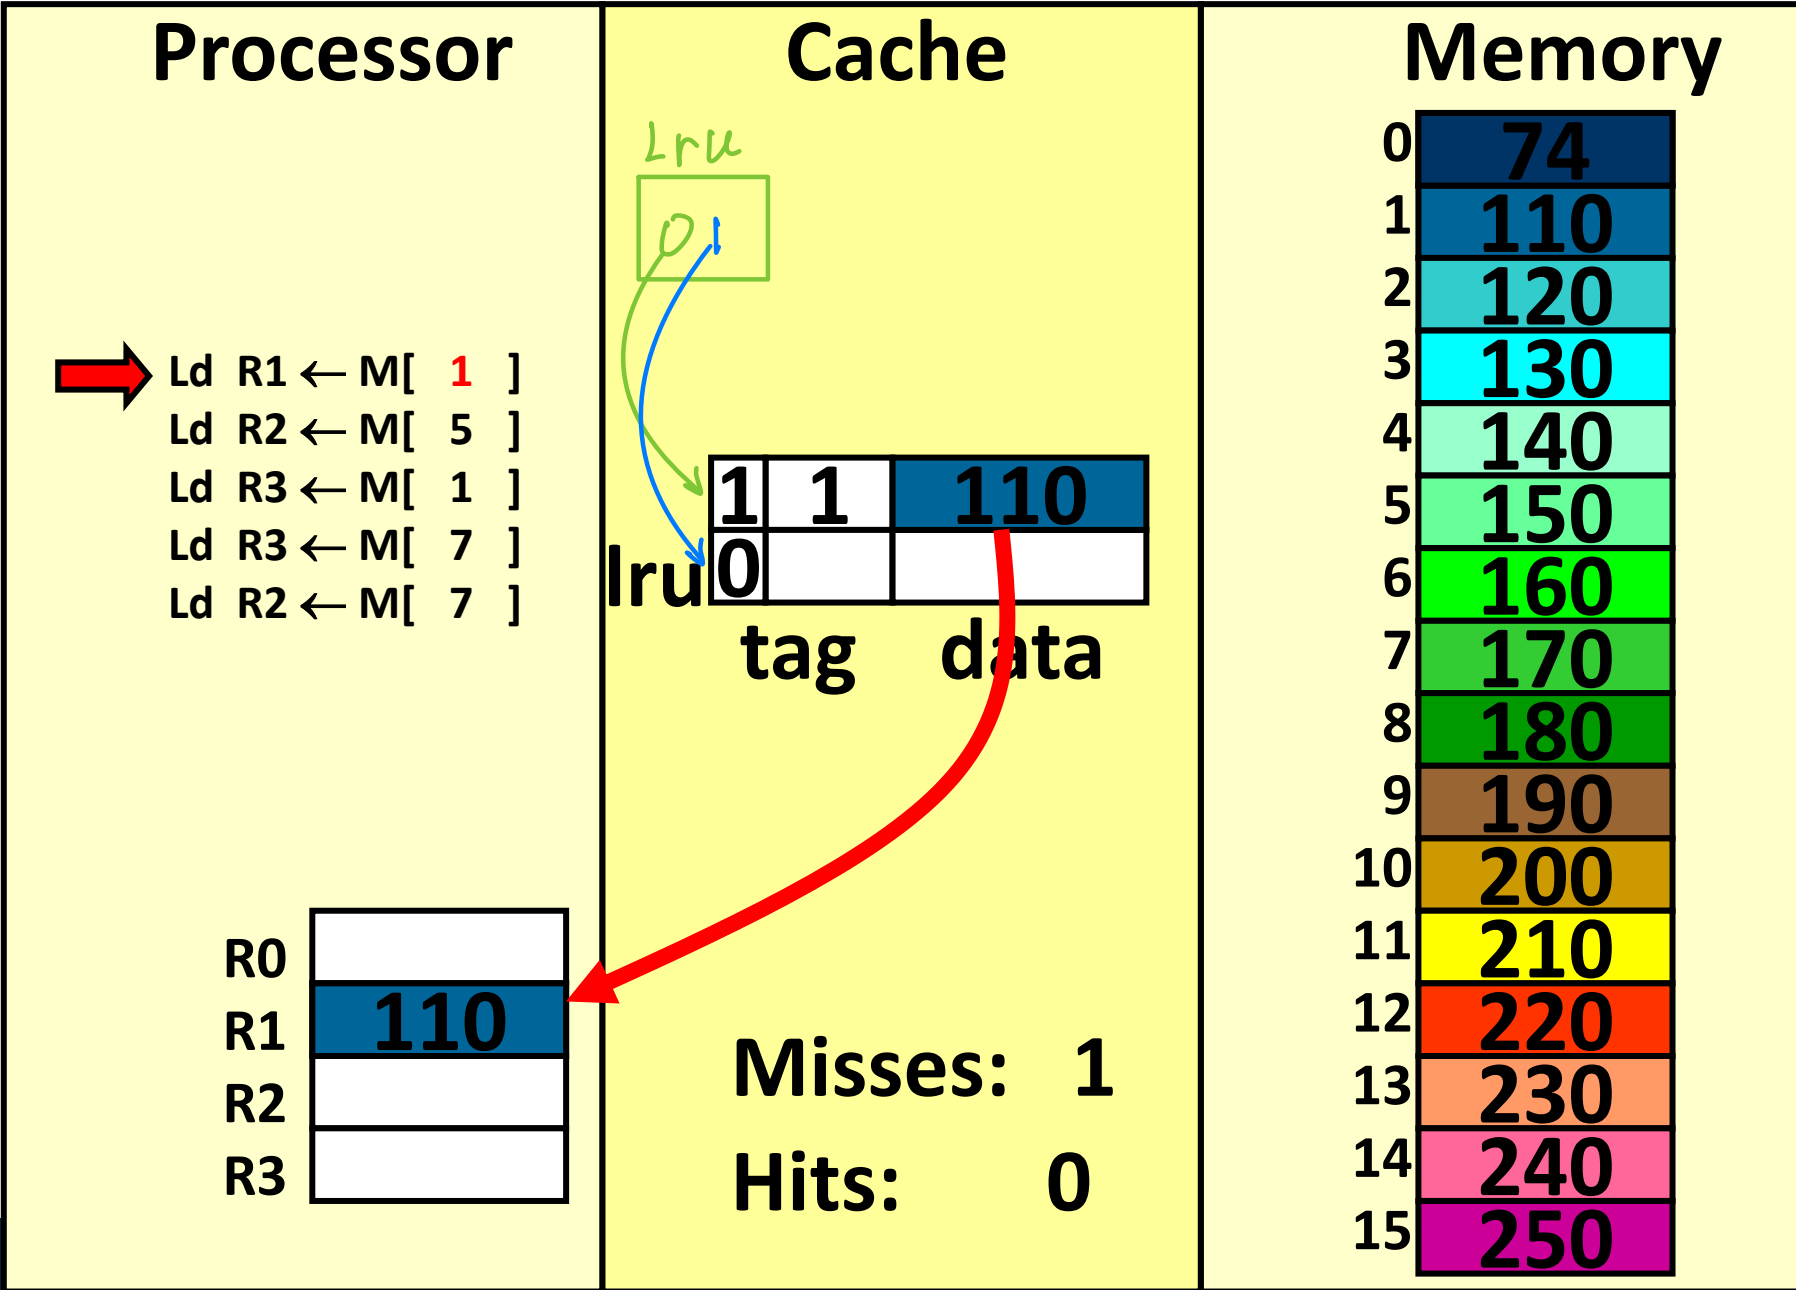 Processor
Ld R1 ← M[ 1 ]
Ld R2 ← M[ 5 ]
Ld R3 ← M[ 1 ]
Ld R3 ← M[ 7 ]
Ld R2 ← M[ 7 ]
R0
R1 110
R2
R3
Cache
Lru
0 1
1 1 110
lru 0
tag data
Misses: 1
Hits: 0
Memory
0 74
1 110
2 120
3 130
4 140
5 150
6 160
7 170
8 180
9 190
10 200
11 210
12 220
13 230
14 240
15 250